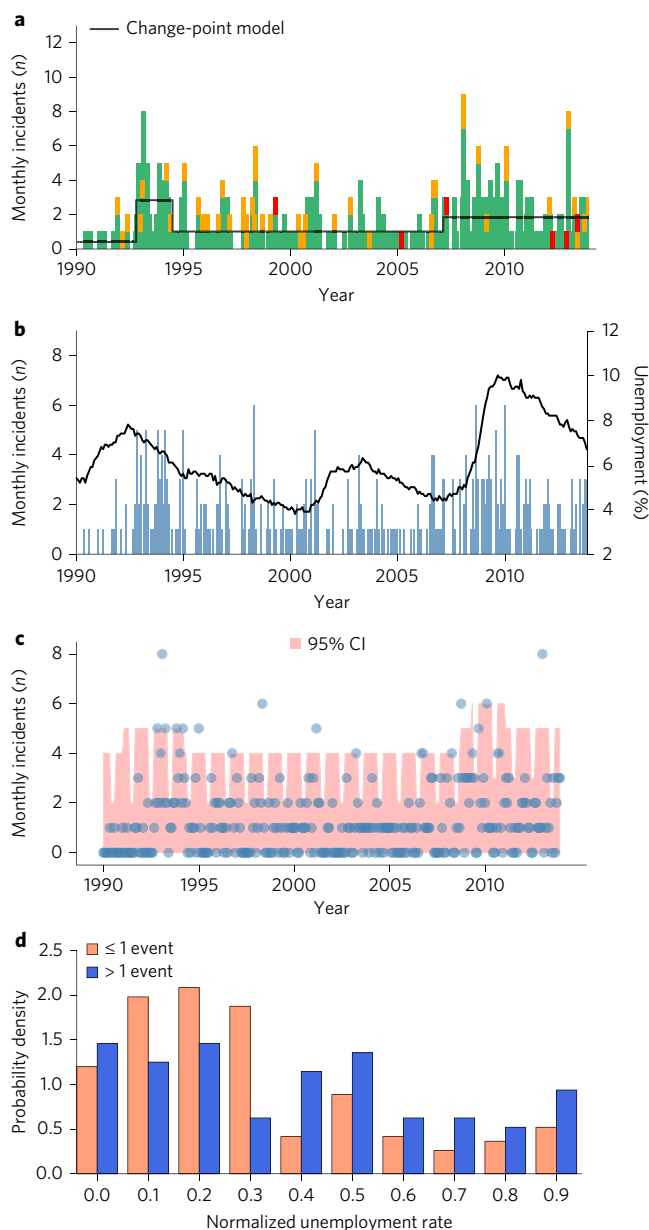 a
Change-point model
Monthly incidents (n)
12
10
8
6
4
2
0
1990 1995 2000 2005 2010
Year
b
Monthly incidents (n)
8
6
4
2
0
12
10
8
6
4
2
Unemployment (%)
1990 1995 2000 2005 2010
Year
c
95% CI
Monthly incidents (n)
8
6
4
2
0
1990 1995 2000 2005 2010
Year
d
≤ 1 event
> 1 event
Probability density
2.5
2.0
1.5
1.0
0.5
0.0
0.0 0.1 0.2 0.3 0.4 0.5 0.6 0.7 0.8 0.9
Normalized unemployment rate